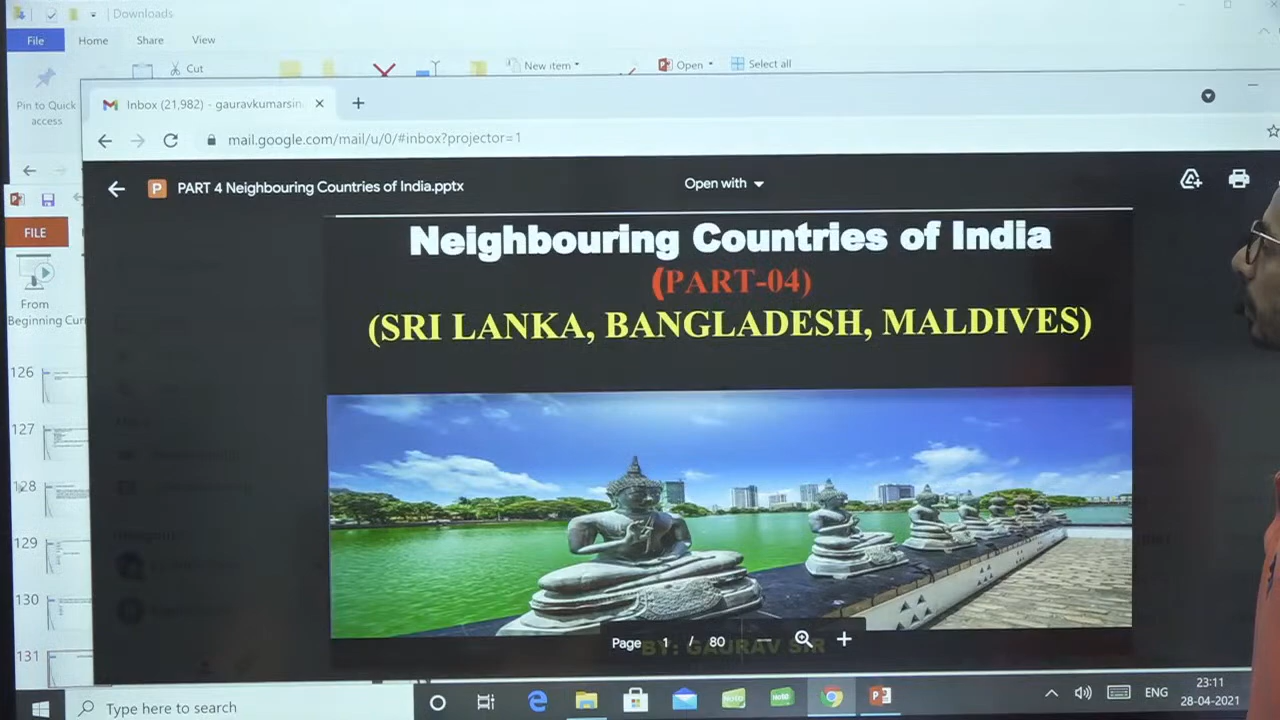 Downloads
File
Home
Share
View
Pin to Quick
access
Cut
New item
Open
Select all
Inbox (21,982) - gauravkumarsin
mail.google.com/mail/u/0/#inbox?projector=1
PART 4 Neighbouring Countries of India.pptx
Open with
FILE
From
Beginning
Neighbouring Countries of India
(PART-04)
(SRI LANKA, BANGLADESH, MALDIVES)
126
127
128
129
130
131
Page 1 / 80
BY: GAURAV SIR
Type here to search
ENG
23:11
28-04-2021